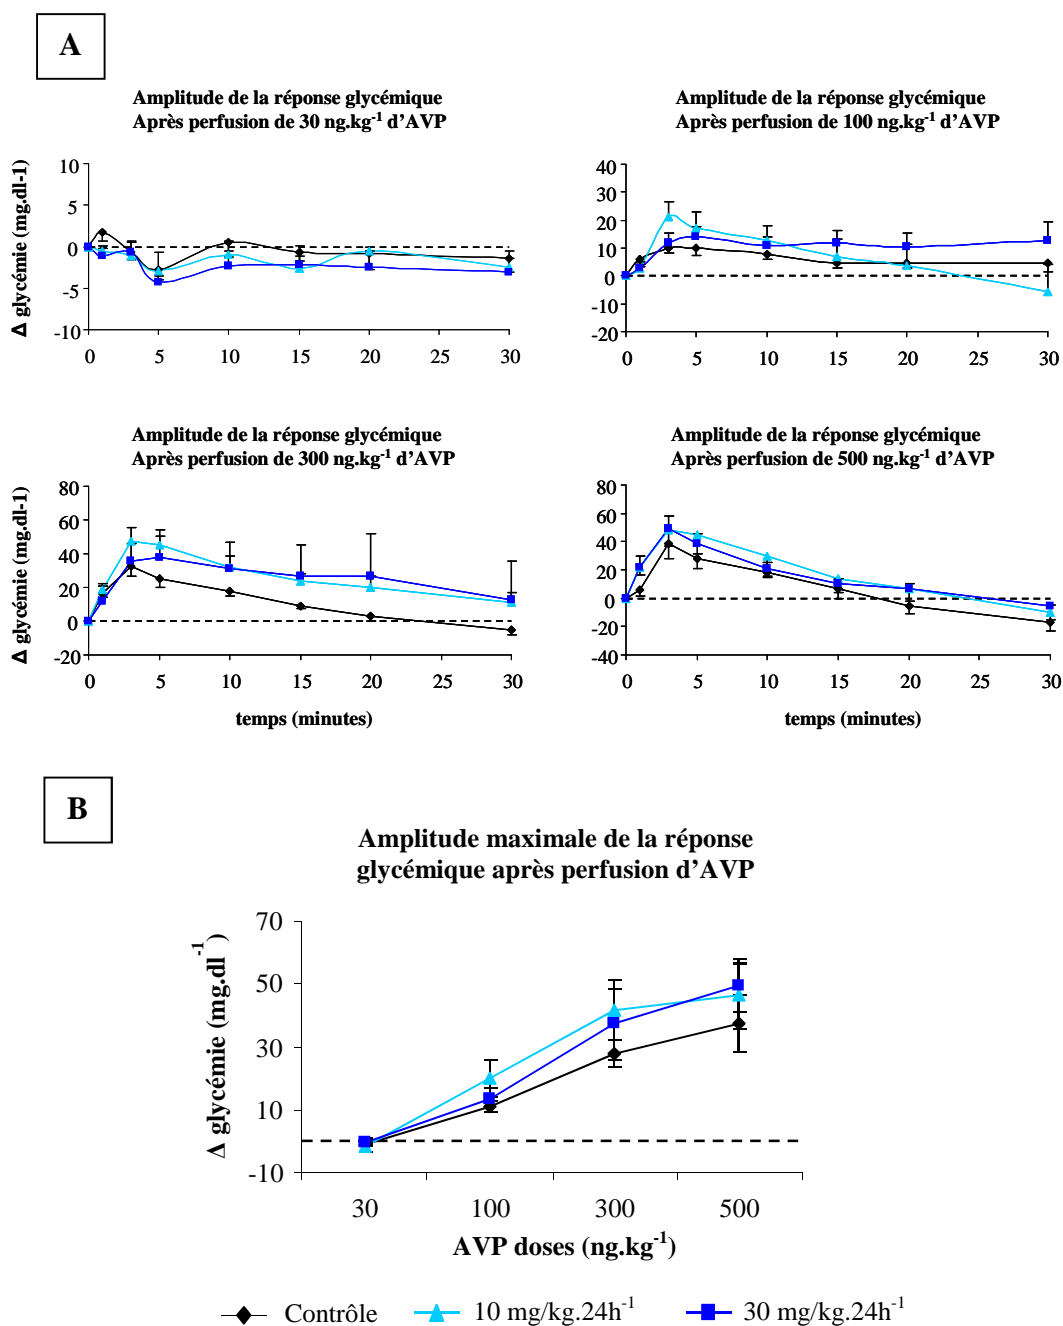 A
Amplitude de la réponse glycémique
Après perfusion de 30 ng.kg-1 d'AVP
Δ glycémie (mg.dl-1)
10
5
0
-5
-10
0 5 10 15 20 25 30
Amplitude de la réponse glycémique
Après perfusion de 100 ng.kg-1 d'AVP
40
30
20
10
0
-10
-20
0 5 10 15 20 25 30
Amplitude de la réponse glycémique
Après perfusion de 300 ng.kg-1 d'AVP
Δ glycémie (mg.dl-1)
80
60
40
20
0
-20
0 5 10 15 20 25 30
temps (minutes)
Amplitude de la réponse glycémique
Après perfusion de 500 ng.kg-1 d'AVP
80
60
40
20
0
-20
-40
0 5 10 15 20 25 30
temps (minutes)
B
Amplitude maximale de la réponse
glycémique après perfusion d'AVP
Δ glycémie (mg.dl-1)
70
50
30
10
-10
30 100 300 500
AVP doses (ng.kg-1)
Contrôle 10 mg/kg.24h-1 30 mg/kg.24h-1